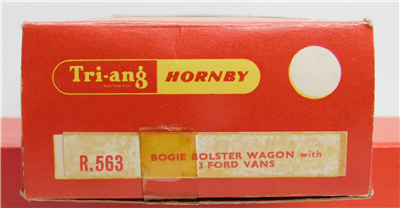 Tri-ang HORNBY
R.563 BOGIE BOLSTER WAGON with
3 FORD VANS